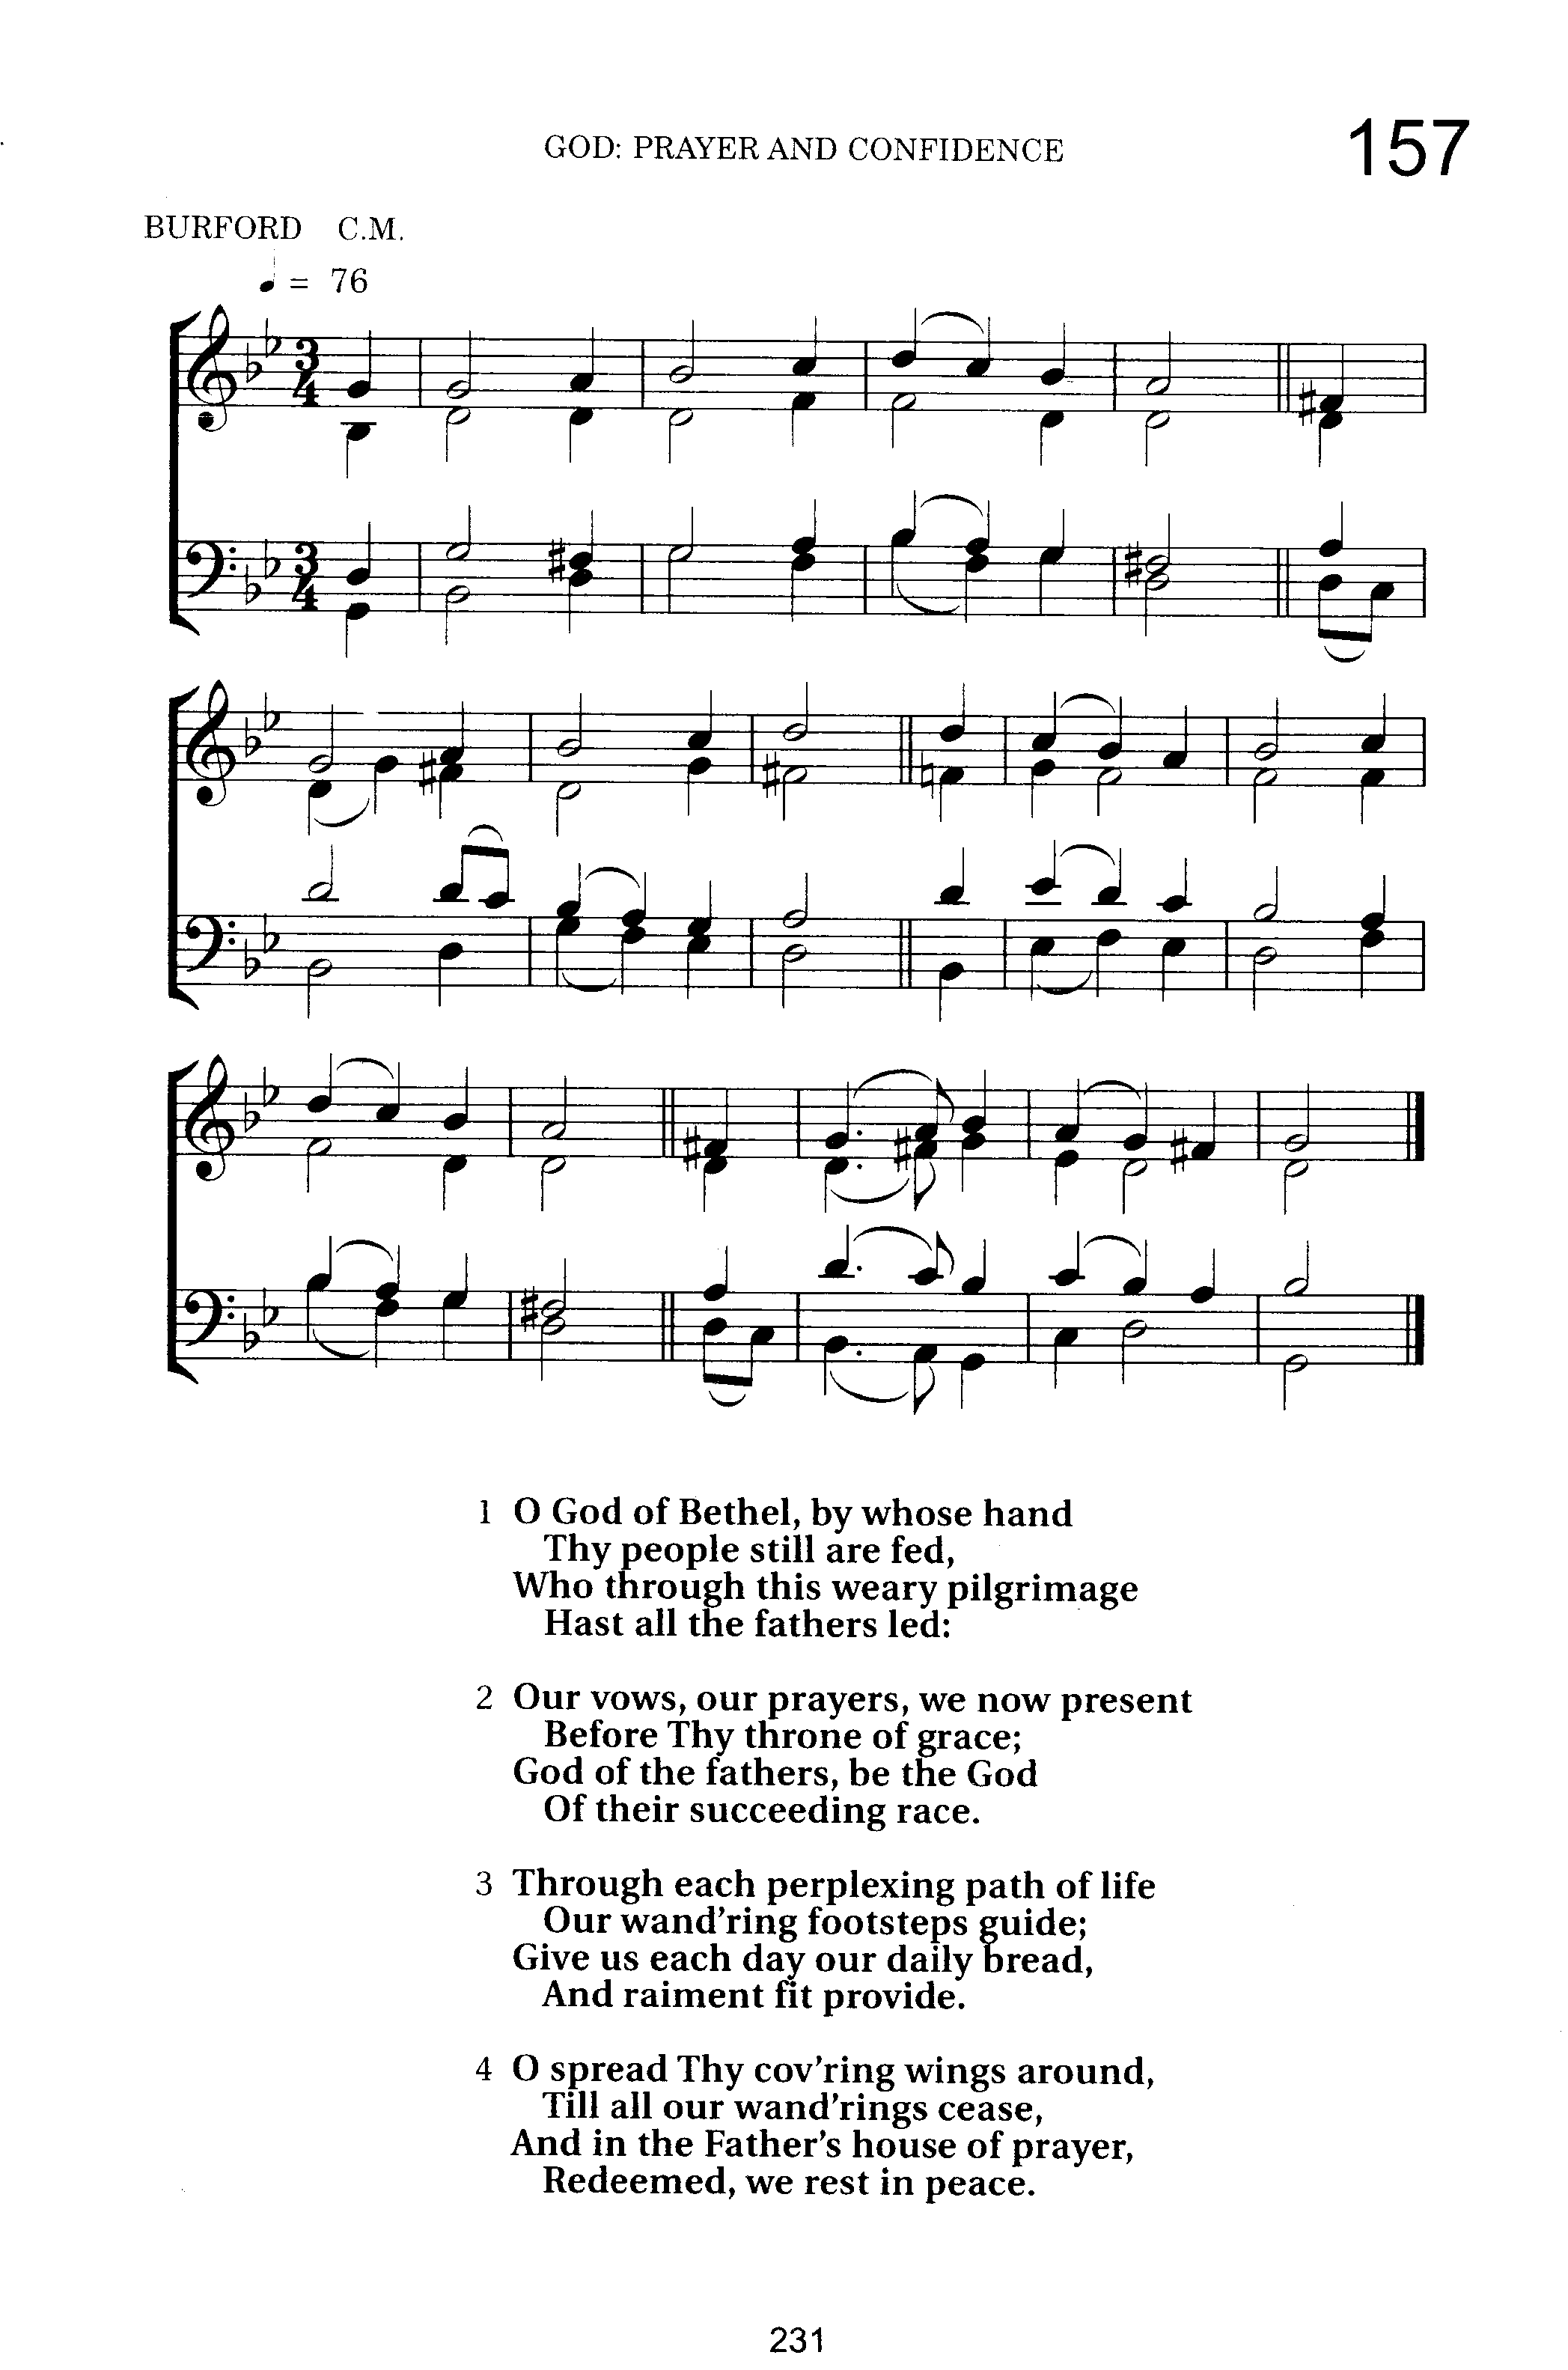 GOD: PRAYER AND CONFIDENCE
157
BURFORD C.M.
♩ = 76
3
4
3
4
1 O God of Bethel, by whose hand
Thy people still are fed,
Who through this weary pilgrimage
Hast all the fathers led:
2 Our vows, our prayers, we now present
Before Thy throne of grace;
God of the fathers, be the God
Of their succeeding race.
3 Through each perplexing path of life
Our wand'ring footsteps guide;
Give us each day our daily bread,
And raiment fit provide.
4 O spread Thy cov'ring wings around,
Till all our wand'rings cease,
And in the Father's house of prayer,
Redeemed, we rest in peace.
231